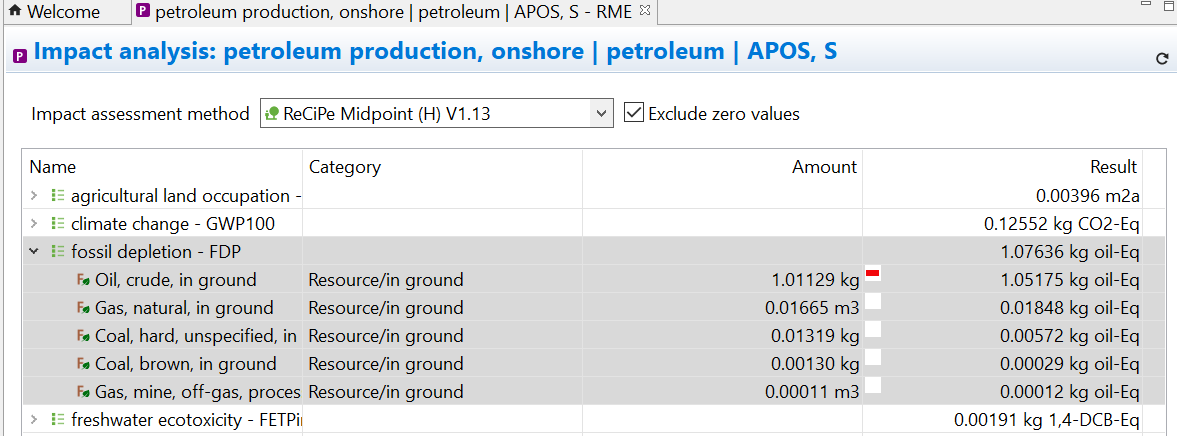 Welcome petroleum production, onshore | petroleum | APOS, S - RME
Impact analysis: petroleum production, onshore | petroleum | APOS, S
Impact assessment method ReCiPe Midpoint (H) V1.13 Exclude zero values
Name Category Amount Result
agricultural land occupation - 0.00396 m2a
climate change - GWP100 0.12552 kg CO2-Eq
fossil depletion - FDP 1.07636 kg oil-Eq
Oil, crude, in ground Resource/in ground 1.01129 kg 1.05175 kg oil-Eq
Gas, natural, in ground Resource/in ground 0.01665 m3 0.01848 kg oil-Eq
Coal, hard, unspecified, in Resource/in ground 0.01319 kg 0.00572 kg oil-Eq
Coal, brown, in ground Resource/in ground 0.00130 kg 0.00029 kg oil-Eq
Gas, mine, off-gas, proces Resource/in ground 0.00011 m3 0.00012 kg oil-Eq
freshwater ecotoxicity - FETPi 0.00191 kg 1,4-DCB-Eq